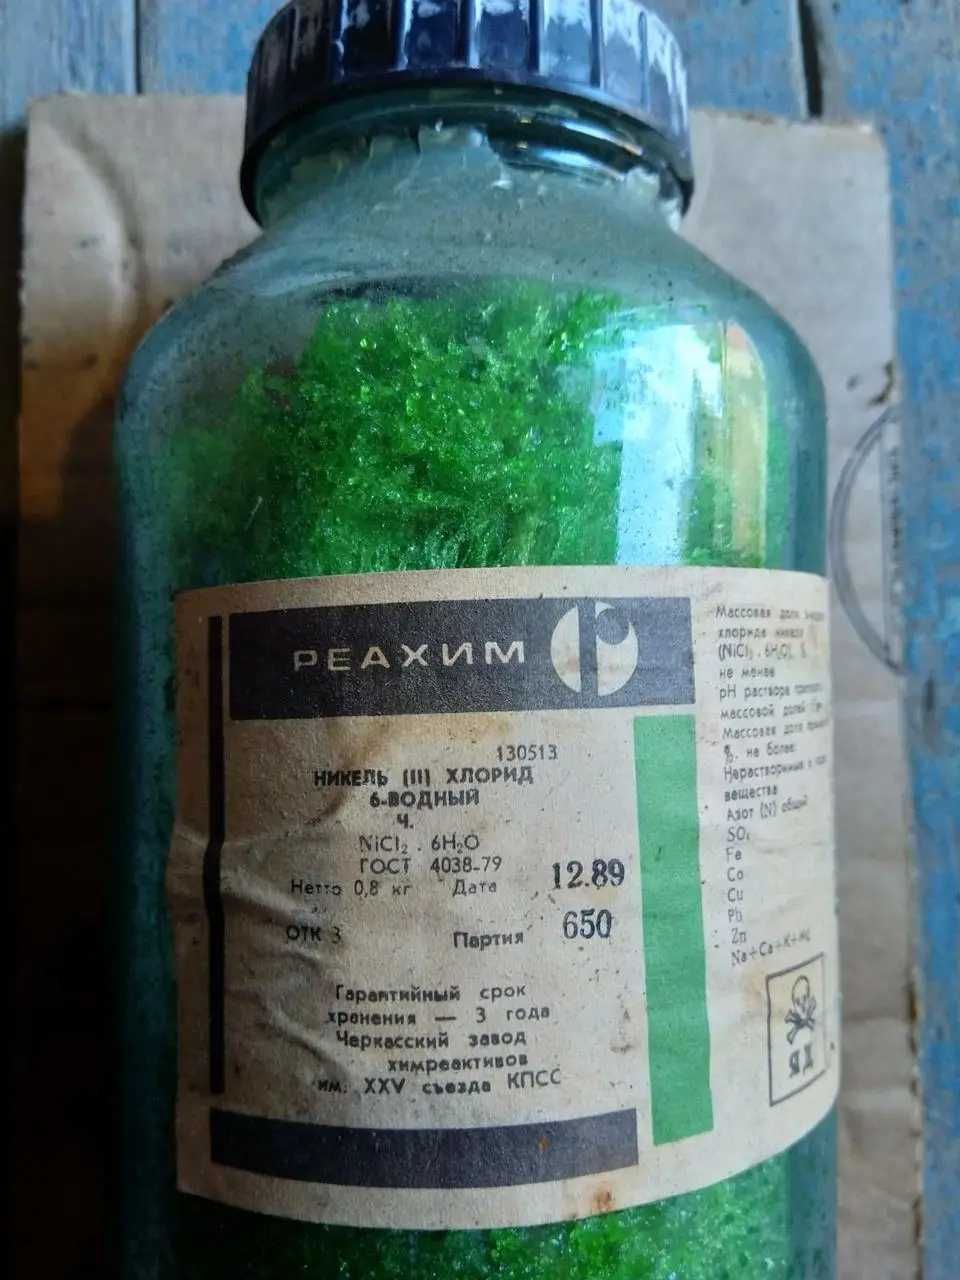 РЕАХИМ
130513
НИКЕЛЬ (II) ХЛОРИД
6-ВОДНЫЙ
Ч.
NiCl₂ . 6H₂O
ГОСТ 4038-79
Нетто 0,8 кг Дата 12.89
ОТК 3 Партия 650
Гарантийный срок
хранения — 3 года
Черкасский завод
химреактивов
им. XXV съезда КПСС
Массовая доля
хлорида никеля
(NiCl₂ . 6H₂O), %
не менее
pH раствора
массовой долей
Массовая доля
%, не более:
Нерастворимые в
вещества
Азот (N) общий
SO₄
Fe
Co
Cu
Pb
Zn
Na+Ca+K+Mg
ЯД